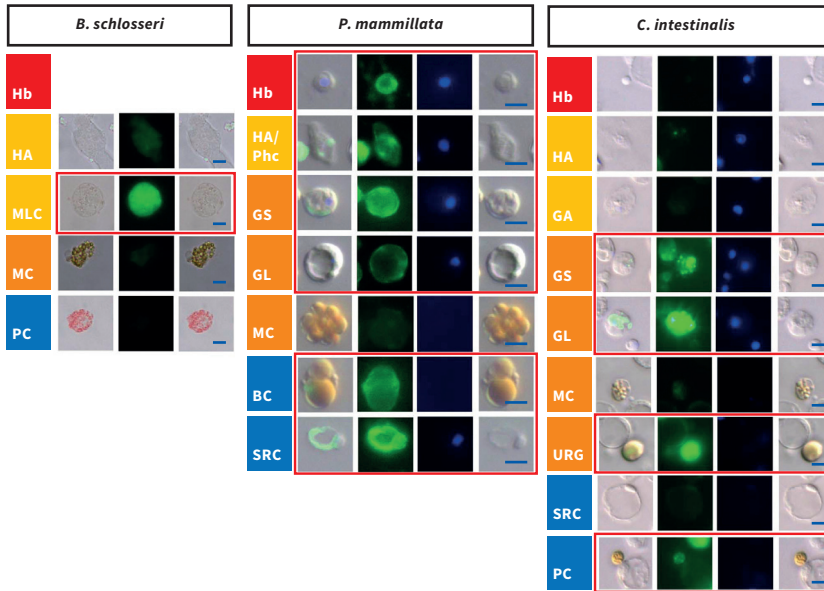 B. schlosseri
Hb
HA
MLC
MC
PC
P. mammillata
Hb
HA/
Phc
GS
GL
MC
BC
SRC
C. intestinalis
Hb
HA
GA
GS
GL
MC
URG
SRC
PC